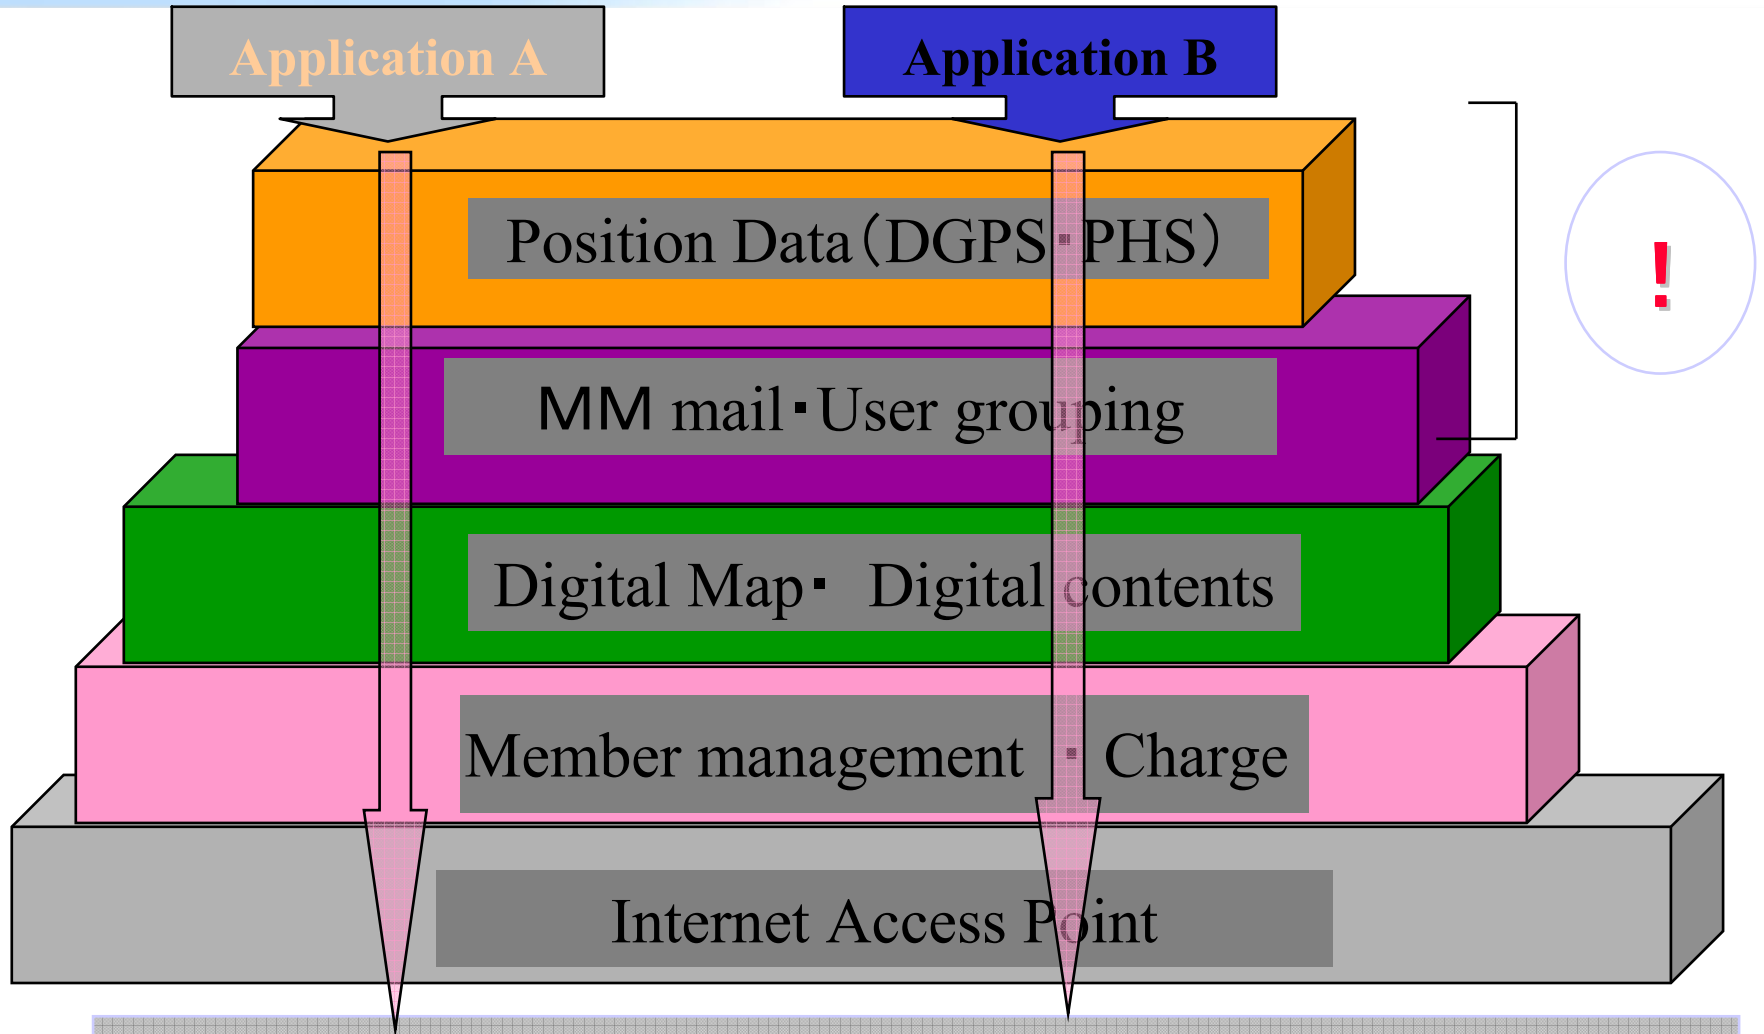 Application A
Application B
Position Data（DGPS・PHS）
!
MM mail・User grouping
Digital Map・ Digital contents
Member management ・ Charge
Internet Access Point